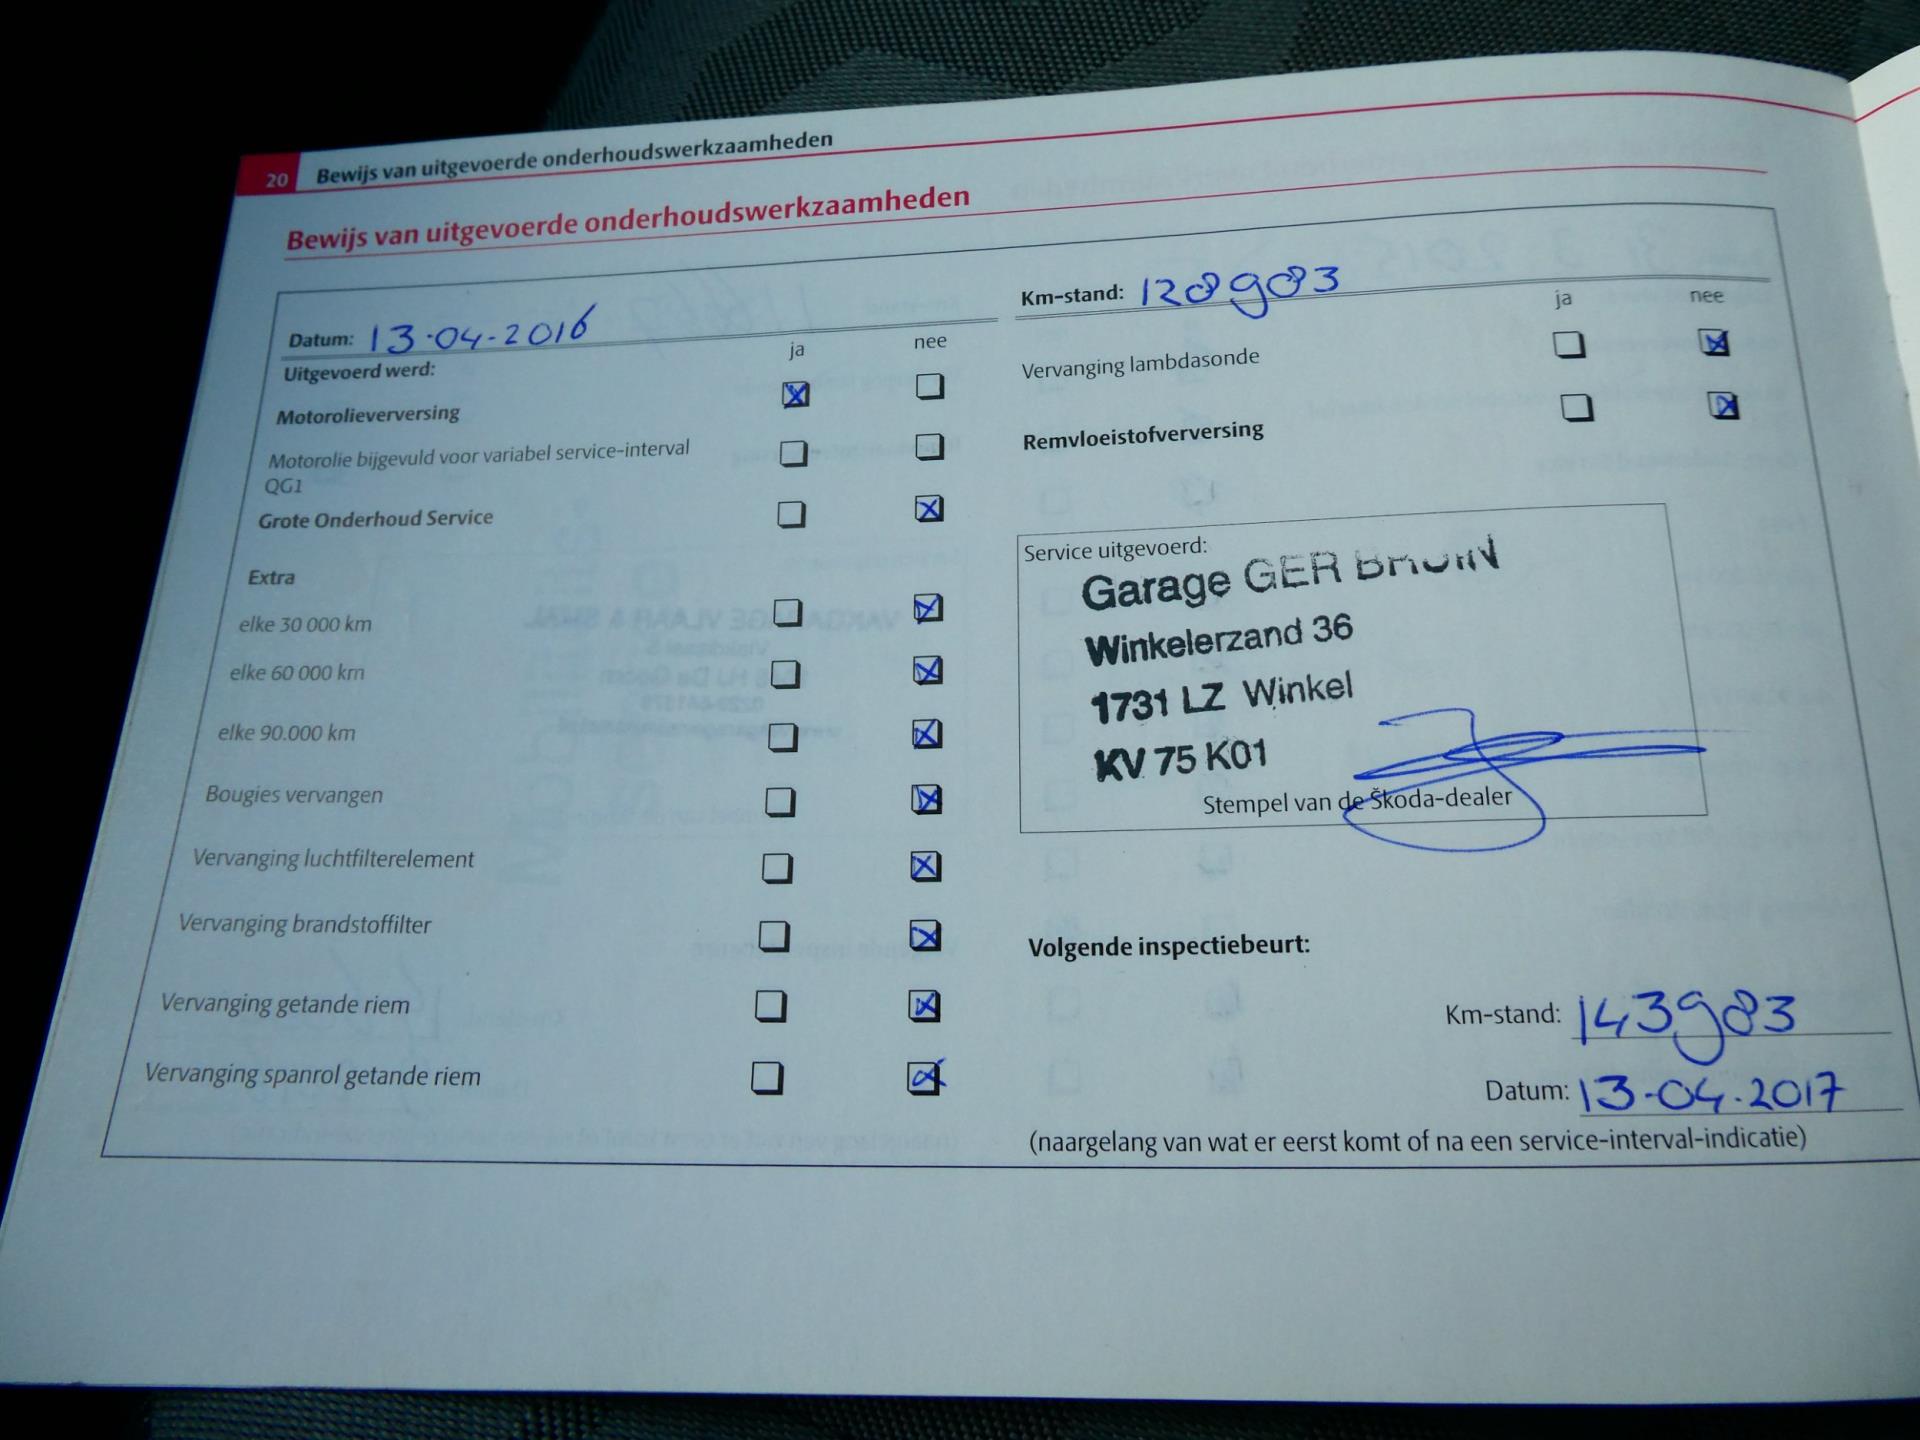 20 Bewijs van uitgevoerde onderhoudswerkzaamheden
Bewijs van uitgevoerde onderhoudswerkzaamheden
Datum: 13-04-2016
ja nee
Uitgevoerd werd:
Motorolieverversing
Motorolie bijgevuld voor variabel service-interval
QG1
Grote Onderhoud Service
Extra
elke 30 000 km
elke 60 000 km
elke 90.000 km
Bougies vervangen
Vervanging luchtfilterelement
Vervanging brandstoffilter
Vervanging getande riem
Vervanging spanrol getande riem
Km-stand: 128983
ja nee
Vervanging lambdasonde
Remvloeistofverversing
Service uitgevoerd:
Garage GER BRUIN
Winkelerzand 36
1731 LZ Winkel
KV 75 K01
Stempel van de Škoda-dealer
Volgende inspectiebeurt:
Km-stand: 143983
Datum: 13-04-2017
(naargelang van wat er eerst komt of na een service-interval-indicatie)